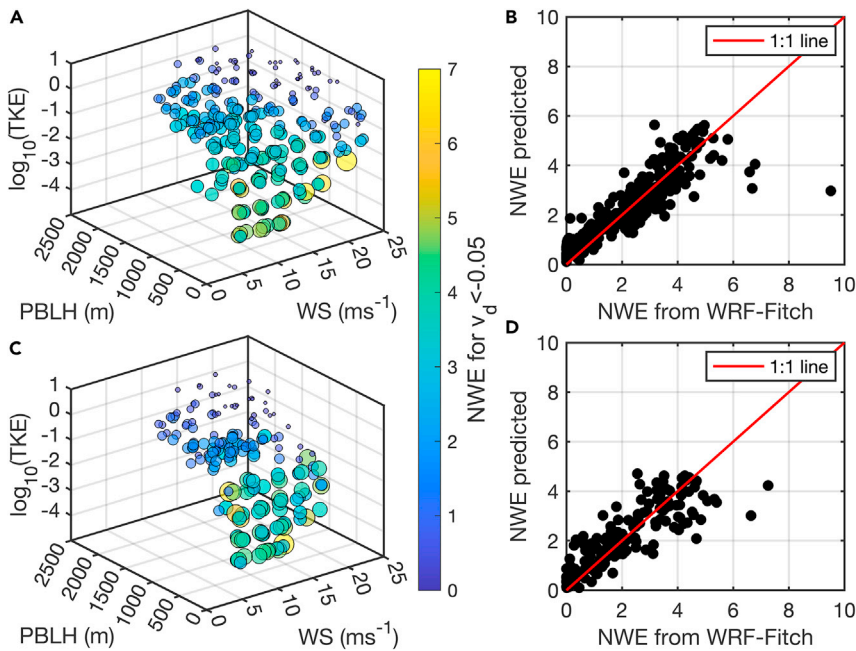 A
1
0
-1
-2
-3
-4
log10(TKE)
2500
2000
1500
1000
500
0
PBLH (m)
5
10
15
20
25
WS (ms-1)
B
10
8
6
4
2
0
NWE predicted
1:1 line
0 2 4 6 8 10
NWE from WRF-Fitch
7
6
5
4
3
2
1
0
NWE for vd<-0.05
C
1
0
-1
-2
-3
-4
log10(TKE)
2500
2000
1500
1000
500
0
PBLH (m)
5
10
15
20
25
WS (ms-1)
D
10
8
6
4
2
0
NWE predicted
1:1 line
0 2 4 6 8 10
NWE from WRF-Fitch